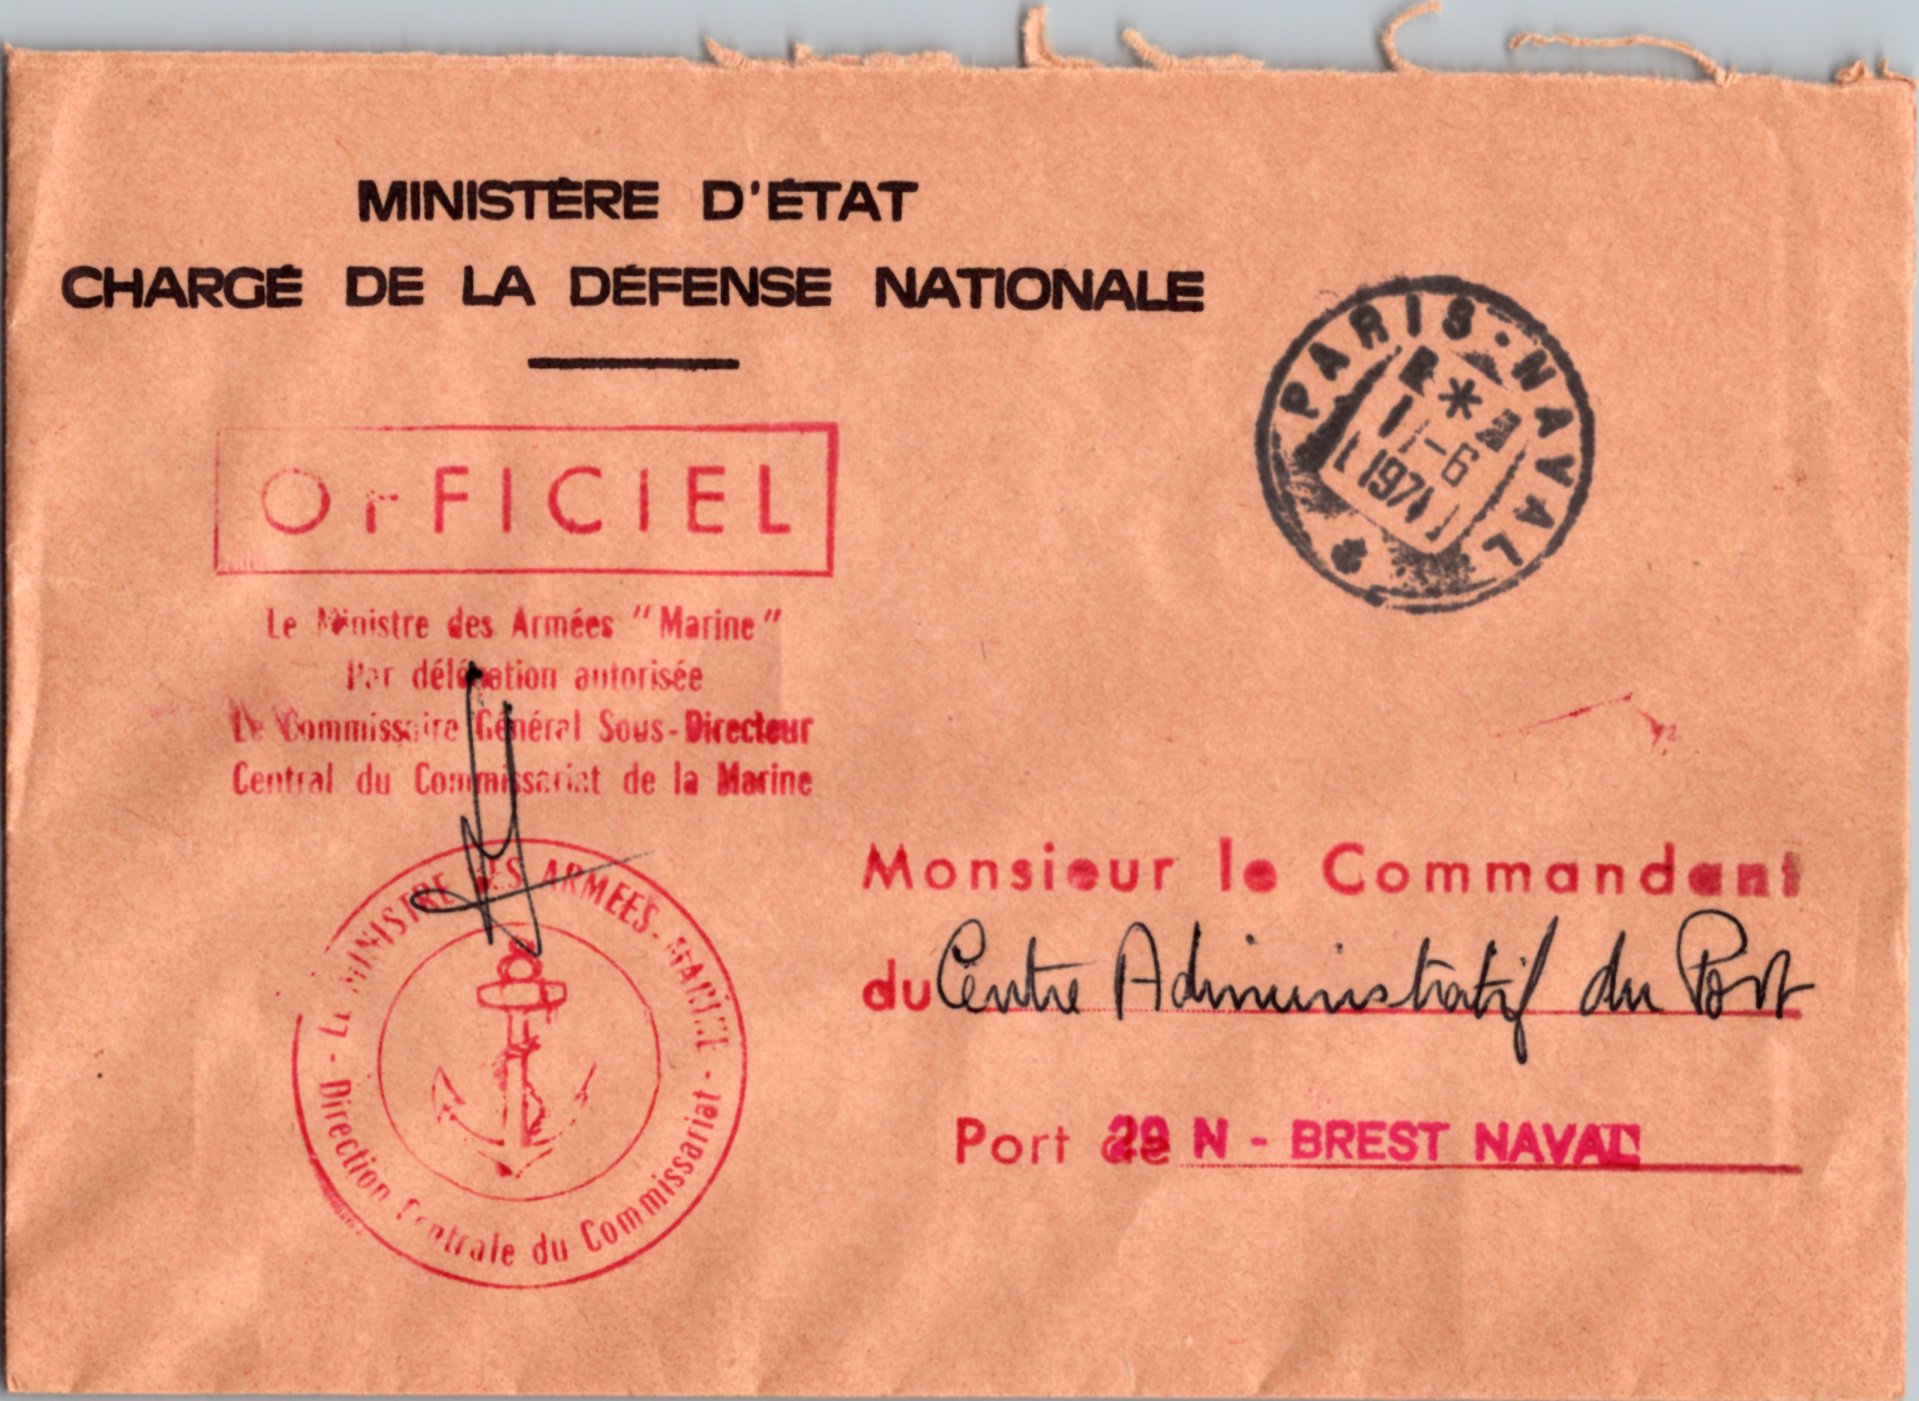 MINISTÈRE D'ÉTAT
CHARGÉ DE LA DÉFENSE NATIONALE
PARIS-NAVAL
*
1971
OFFICIEL
Le Ministre des Armées "Marine"
Par délégation autorisée
Le Commissaire Général Sous-Directeur
Central du Commissariat de la Marine
- LE MINISTRE DES ARMEES - MARINE -
Direction Centrale du Commissariat
Monsieur le Commandant
du Centre Administratif du Port
Port de 29 N - BREST NAVAL